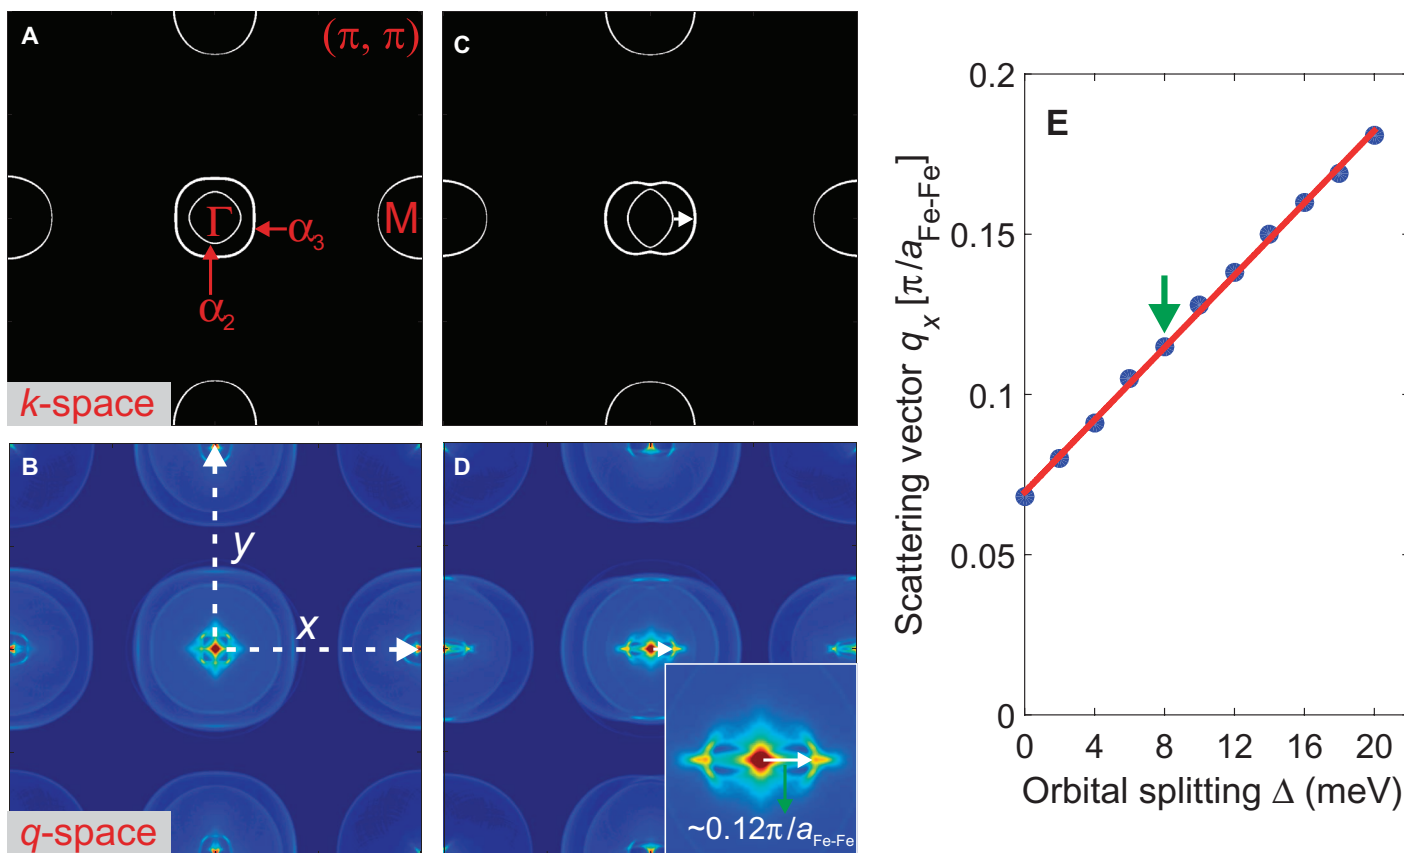 A
(π, π)
Γ
α3
α2
M
k-space
C
B
y
x
q-space
D
~0.12π/aFe-Fe
E
Scattering vector qx [π/aFe-Fe]
0.2
0.15
0.1
0.05
0
0 4 8 12 16 20
Orbital splitting Δ (meV)